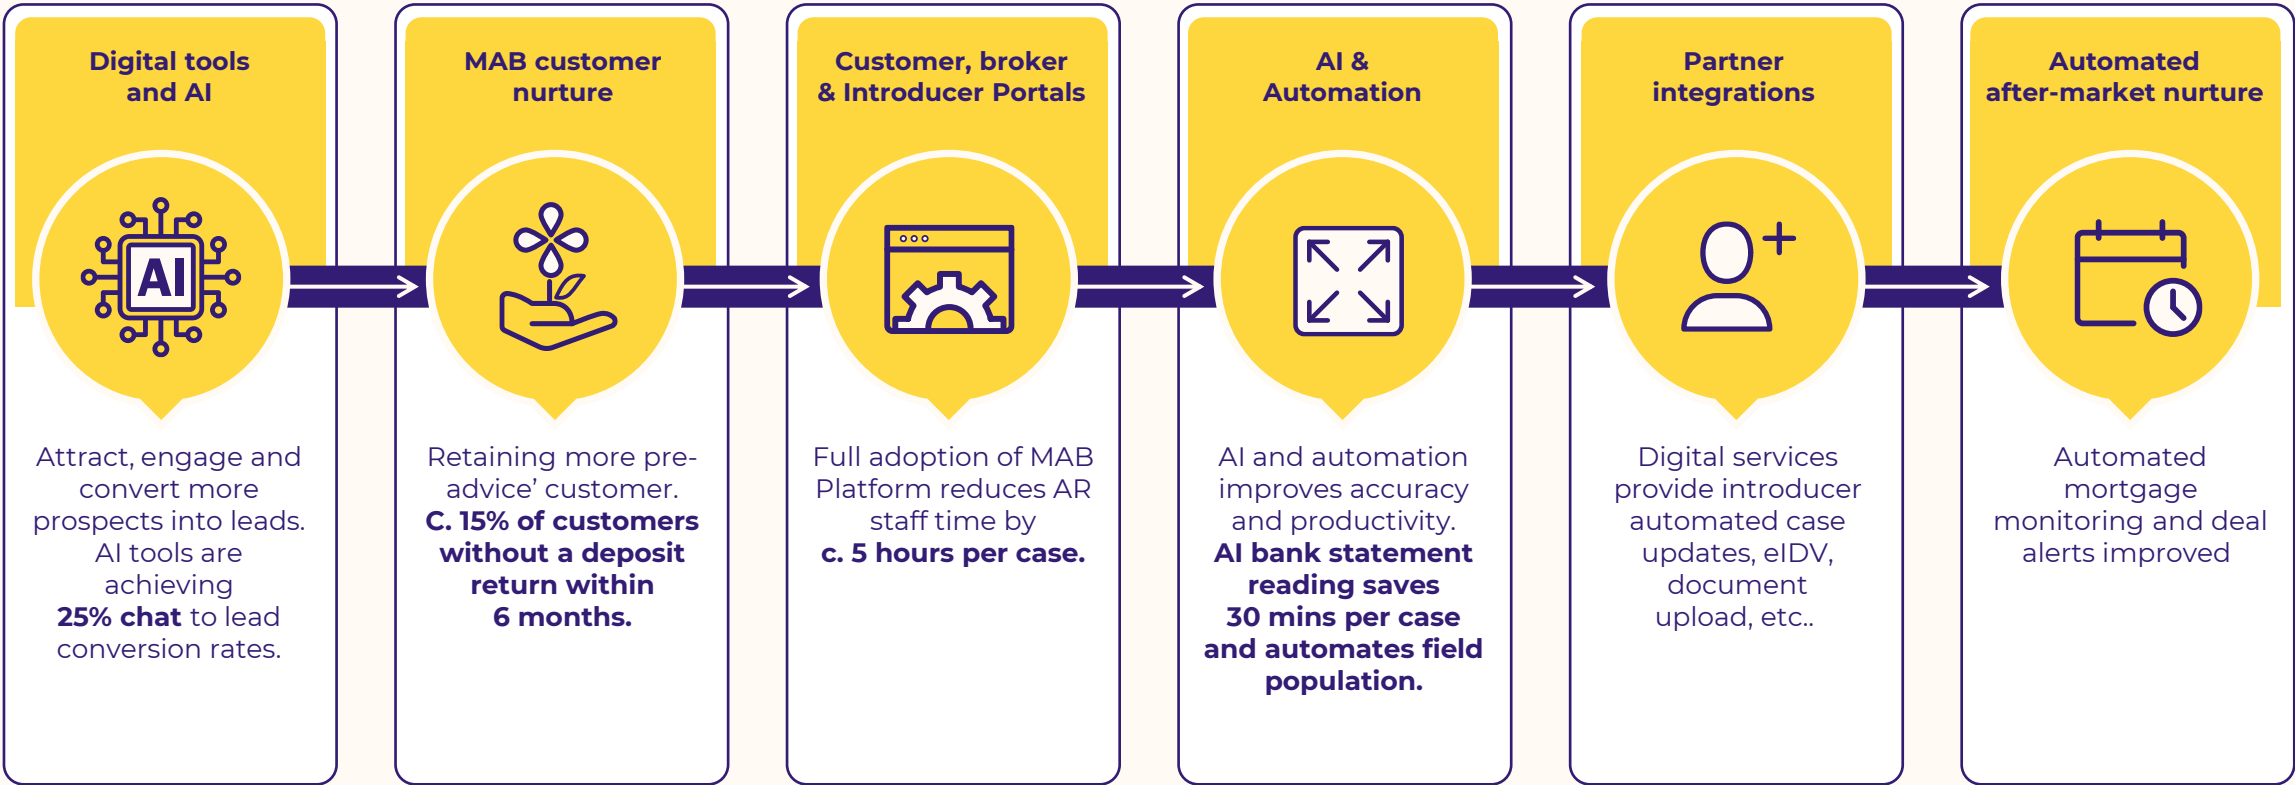 Digital tools
and AI
AI
Attract, engage and
convert more
prospects into leads.
AI tools are
achieving
25% chat to lead
conversion rates.
MAB customer
nurture
Retaining more pre-
advice’ customer.
C. 15% of customers
without a deposit
return within
6 months.
Customer, broker
& Introducer Portals
Full adoption of MAB
Platform reduces AR
staff time by
c. 5 hours per case.
AI &
Automation
AI and automation
improves accuracy
and productivity.
AI bank statement
reading saves
30 mins per case
and automates field
population.
Partner
integrations
Digital services
provide introducer
automated case
updates, eIDV,
document
upload, etc..
Automated
after-market nurture
Automated
mortgage
monitoring and deal
alerts improved